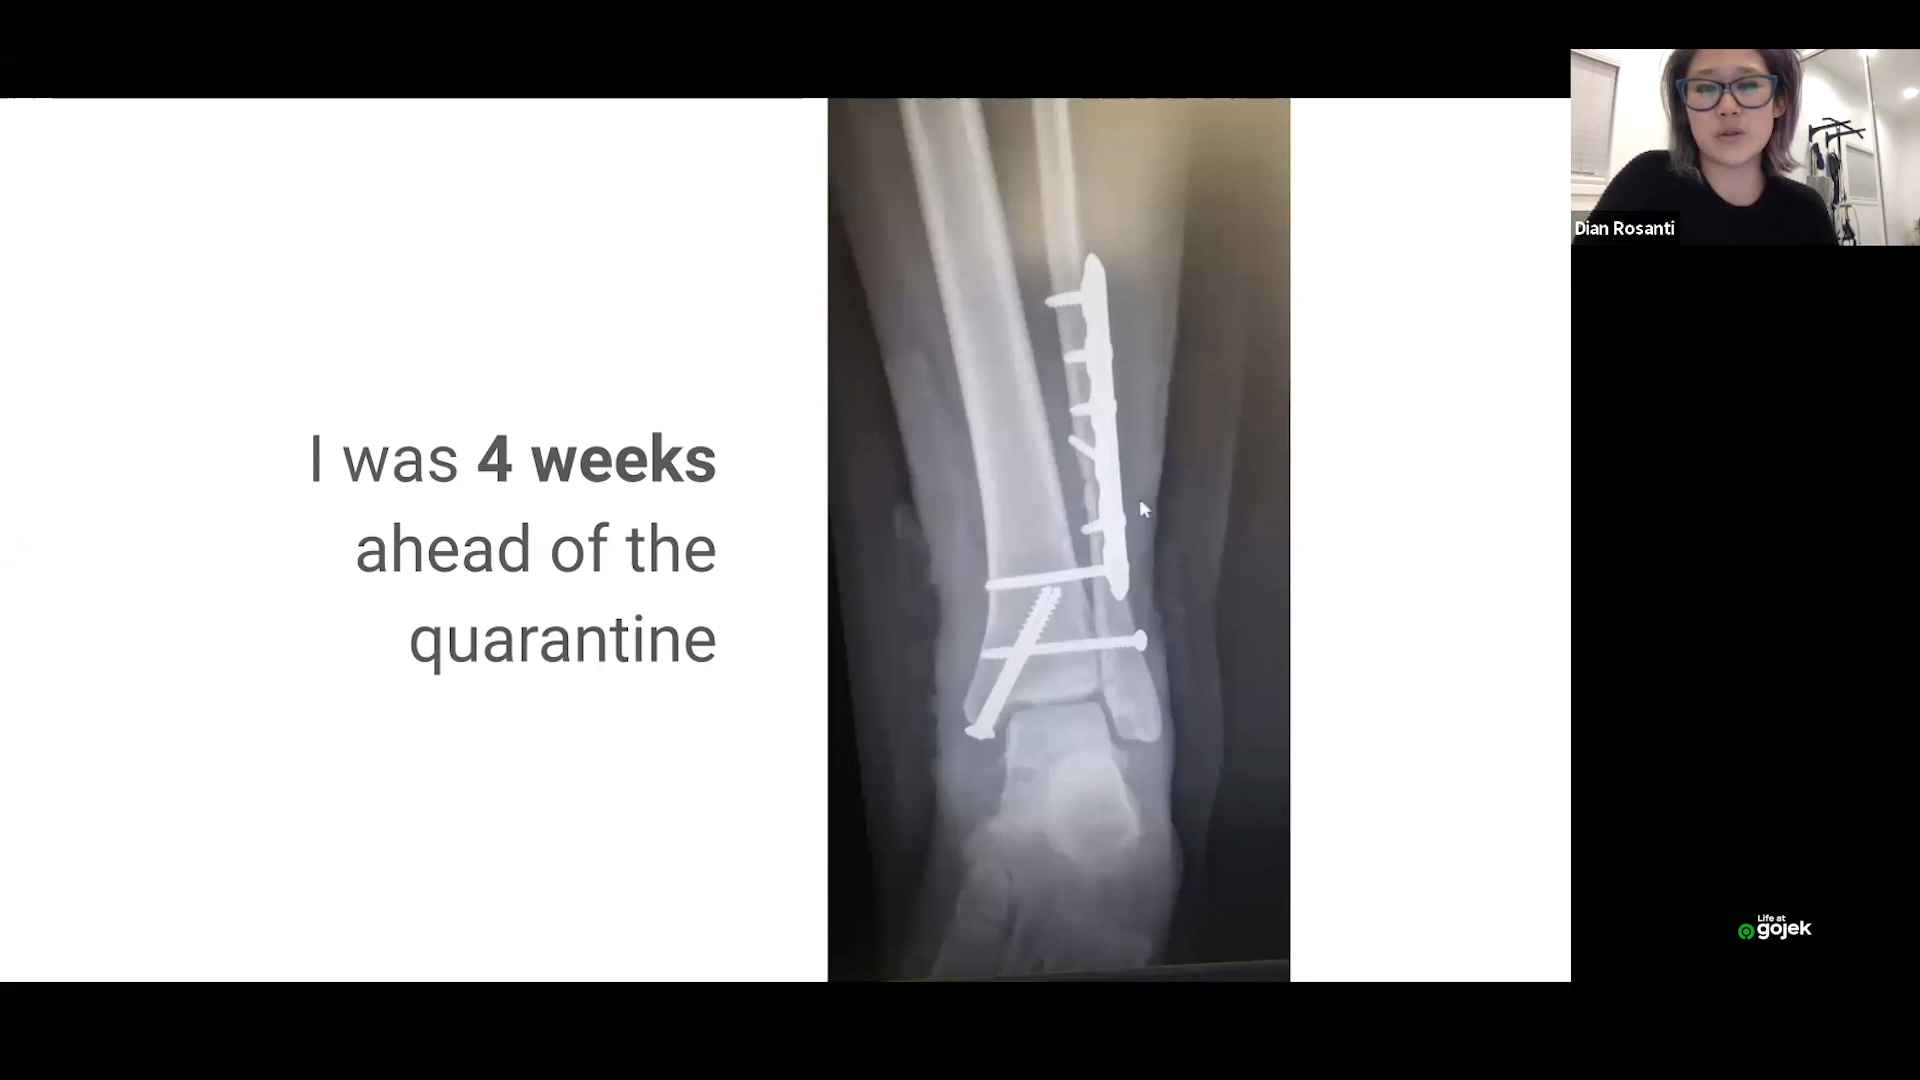 I was 4 weeks
ahead of the
quarantine
Dian Rosanti
Life at
gojek